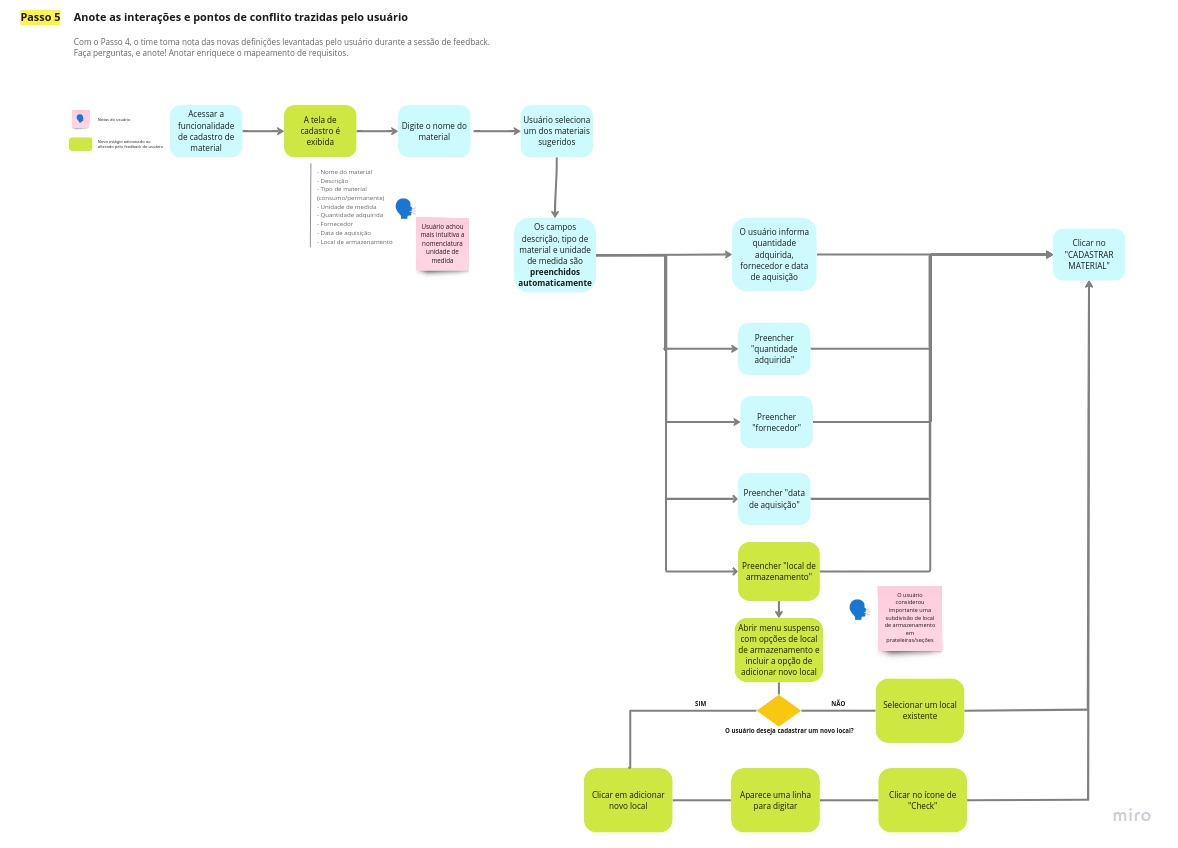 Passo 5
Anote as interações e pontos de conflito trazidas pelo usuário
Com o Passo 4, o time toma nota das novas definições levantadas pelo usuário durante a sessão de feedback.
Faça perguntas, e anote! Anotar enriquece o mapeamento de requisitos.
Notas do usuário
Novo estágio adicionado ou
alterado pelo feedback do usuário
Acessar a
funcionalidade
de cadastro de
material
A tela de
cadastro é
exibida
Digite o nome do
material
Usuário seleciona
um dos materiais
sugeridos
- Nome do material
- Descrição
- Tipo de material
(consumo/permanente)
- Unidade de medida
- Quantidade adquirida
- Fornecedor
- Data de aquisição
- Local de armazenamento
Usuário achou
mais intuitiva a
nomenclatura
unidade de
medida
Os campos
descrição, tipo de
material e unidade
de medida são
preenchidos
automaticamente
O usuário informa
quantidade
adquirida,
fornecedor e data
de aquisição
Clicar no
"CADASTRAR
MATERIAL"
Preencher
"quantidade
adquirida"
Preencher
"fornecedor"
Preencher "data
de aquisição"
Preencher "local de
armazenamento"
O usuário
considerou
importante uma
subdivisão de local
de armazenamento
em
prateleiras/seções
Abrir menu suspenso
com opções de local
de armazenamento e
incluir a opção de
adicionar novo local
SIM
NÃO
O usuário deseja cadastrar um novo local?
Selecionar um local
existente
Clicar em adicionar
novo local
Aparece uma linha
para digitar
Clicar no ícone de
"Check"
miro